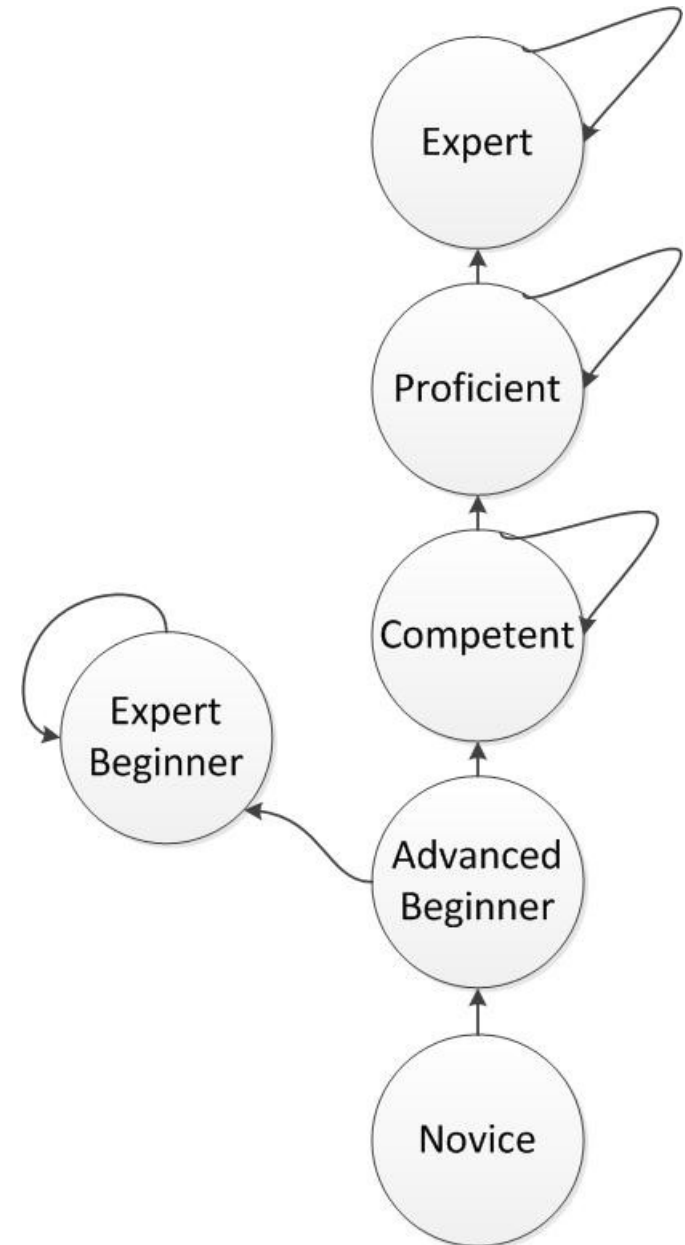 Expert
Proficient
Competent
Expert
Beginner
Advanced
Beginner
Novice